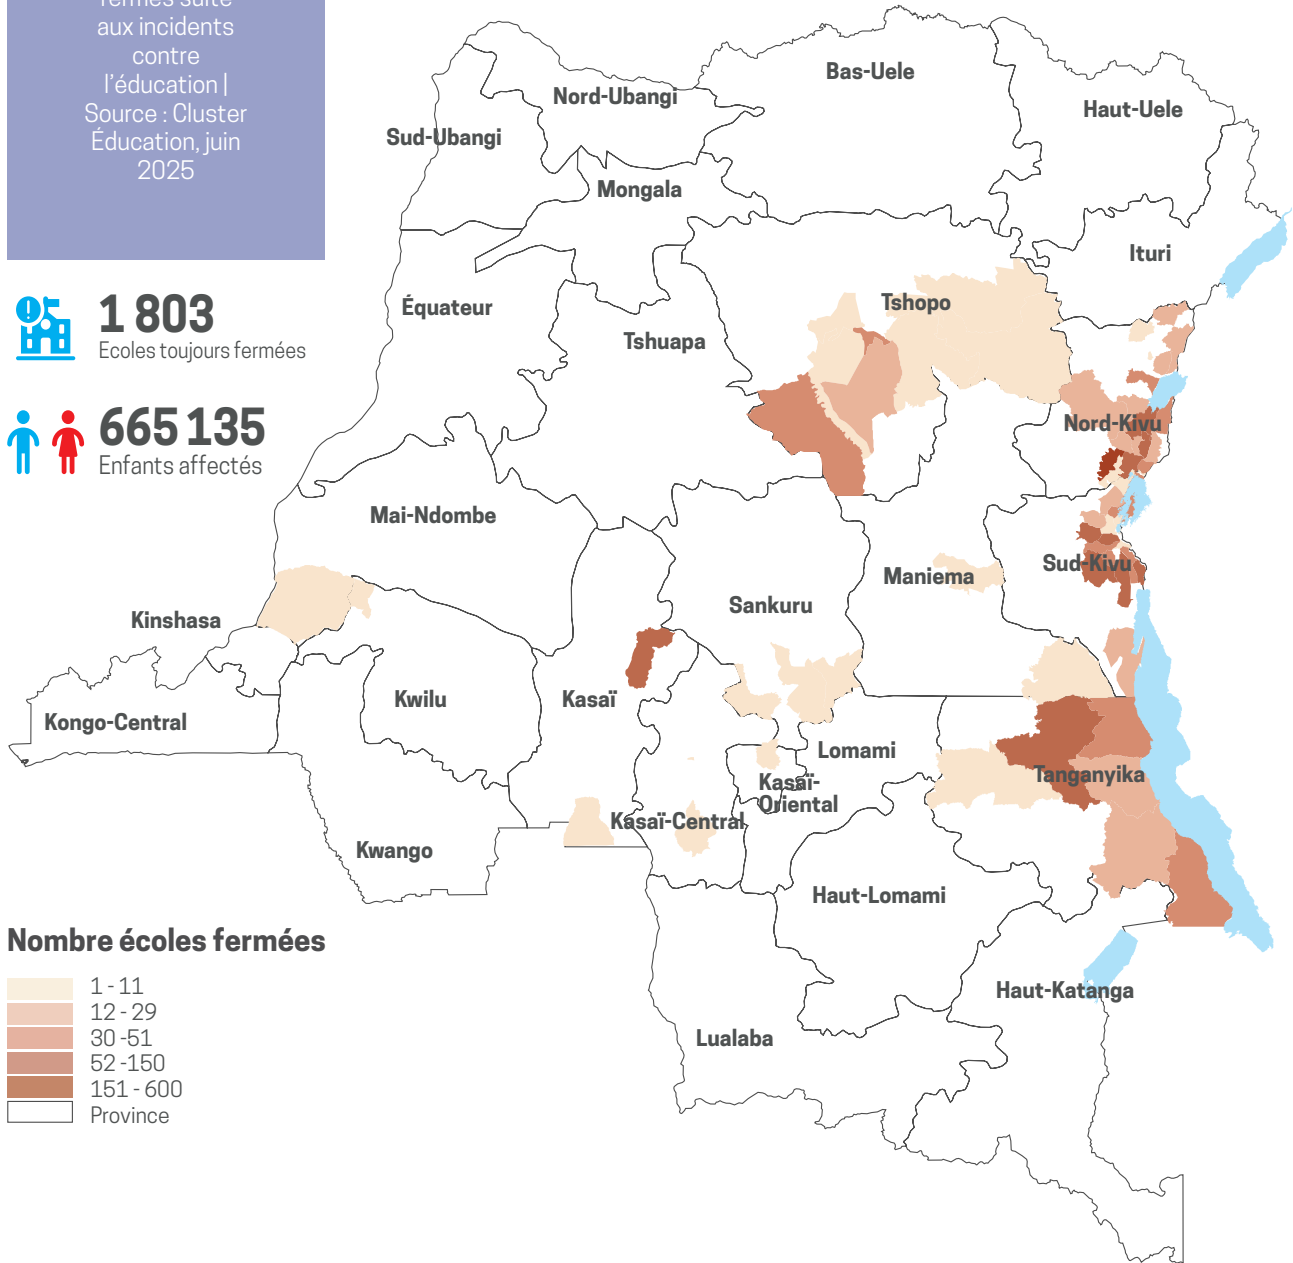 fermés suite
aux incidents
contre
l'éducation |
Source : Cluster
Éducation, juin
2025
1 803
Ecoles toujours fermées
665 135
Enfants affectés
Bas-Uele
Nord-Ubangi
Haut-Uele
Sud-Ubangi
Mongala
Ituri
Équateur
Tshopo
Tshuapa
Nord-Kivu
Mai-Ndombe
Sud-Kivu
Maniema
Sankuru
Kinshasa
Kwilu
Kasaï
Kongo-Central
Lomami
Tanganyika
Kasaï-
Oriental
Kasaï-Central
Kwango
Haut-Lomami
Haut-Katanga
Lualaba
Nombre écoles fermées
1 - 11
12 - 29
30 -51
52 -150
151 - 600
Province